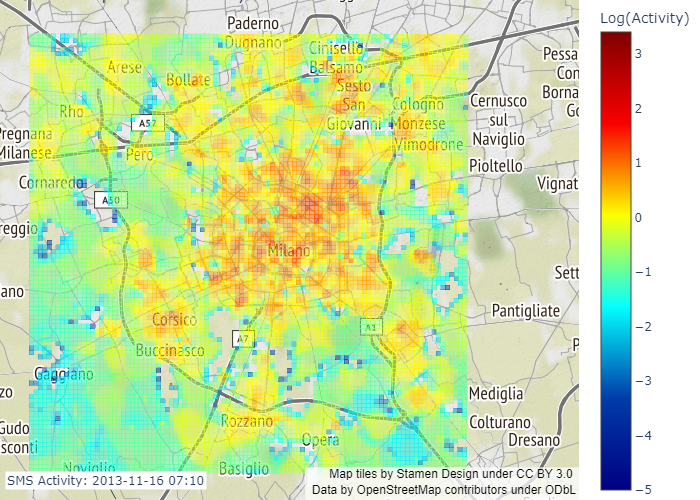 Log(Activity)
Paderno
Dugnano
Cinisello
Balsamo
Arese
Bollate
Sesto
San
Giovanni
Cologno
Monzese
Vimodrone
Rho
A52
Pero
Cernusco
sul
Naviglio
Pioltello
Pessa
Con
Borna
Go
Vignat
Pregnana
Milanese
Cornaredo
A50
reggio
Milano
ano
Sett
Pantigliate
P
Corsico
Buccinasco
A7
A1
Gaggiano
zo
Gudo
sconti
Rozzano
Opera
Mediglia
Colturano
Dresano
Noviglio
Basiglio
3
2
1
0
−1
−2
−3
−4
−5
SMS Activity: 2013-11-16 07:10
Map tiles by Stamen Design under CC BY 3.0
Data by OpenStreetMap contributors under ODbL